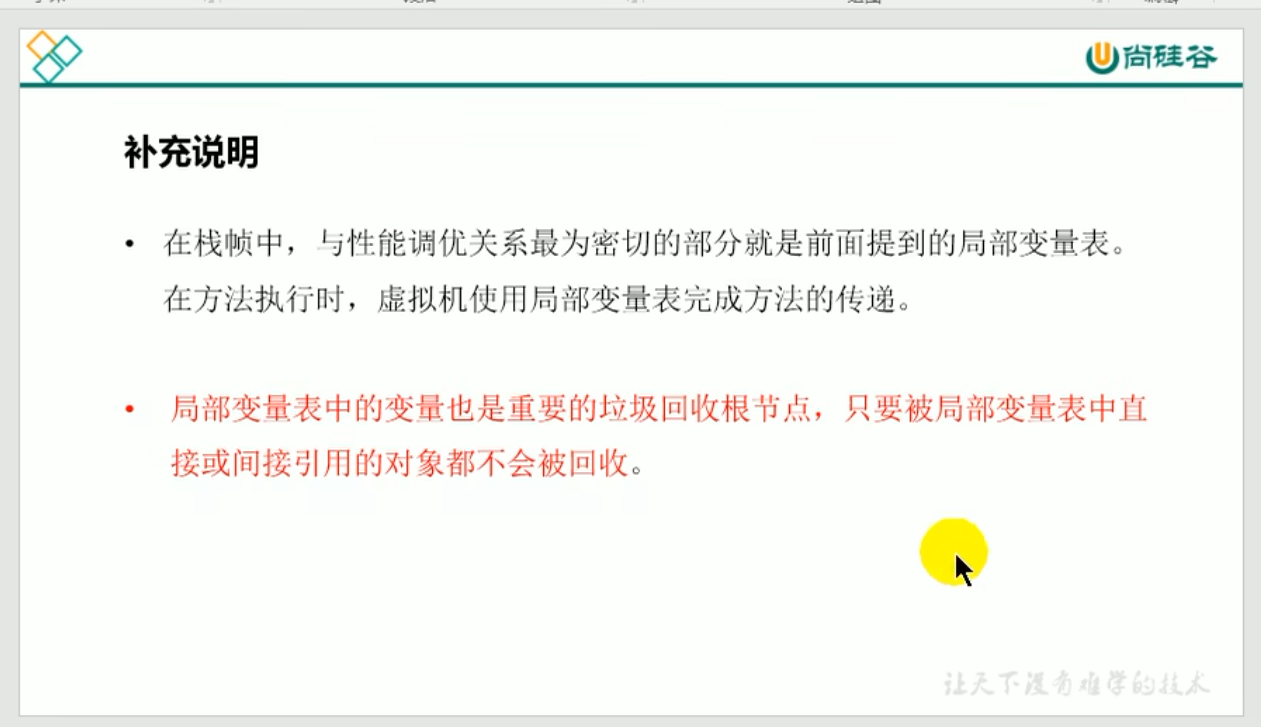 尚硅谷
补充说明
• 在栈帧中，与性能调优关系最为密切的部分就是前面提到的局部变量表。
在方法执行时，虚拟机使用局部变量表完成方法的传递。
• 局部变量表中的变量也是重要的垃圾回收根节点，只要被局部变量表中直
接或间接引用的对象都不会被回收。
让天下没有难学的技术